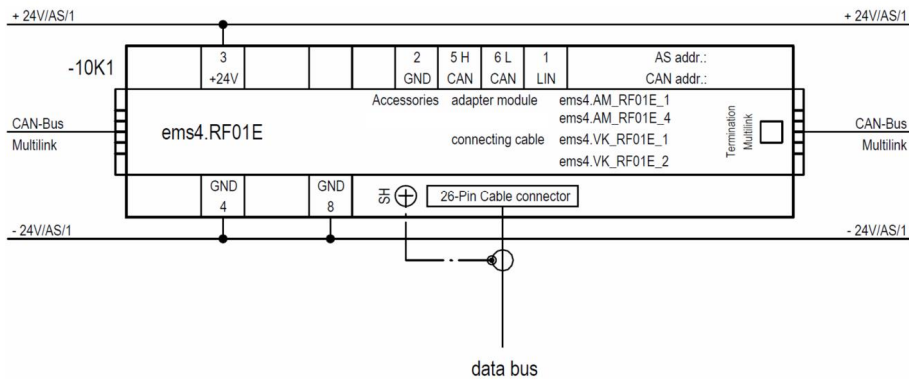 + 24V/AS/1
+ 24V/AS/1
-10K1
3
+24V
2
GND
5 H
CAN
6 L
CAN
1
LIN
AS addr.:
CAN addr.:
CAN-Bus
Multilink
ems4.RF01E
Accessories adapter module ems4.AM_RF01E_1
ems4.AM_RF01E_4
connecting cable ems4.VK_RF01E_1
ems4.VK_RF01E_2
Termination
Multilink
CAN-Bus
Multilink
GND
4
GND
8
SH
26-Pin Cable connector
- 24V/AS/1
- 24V/AS/1
data bus